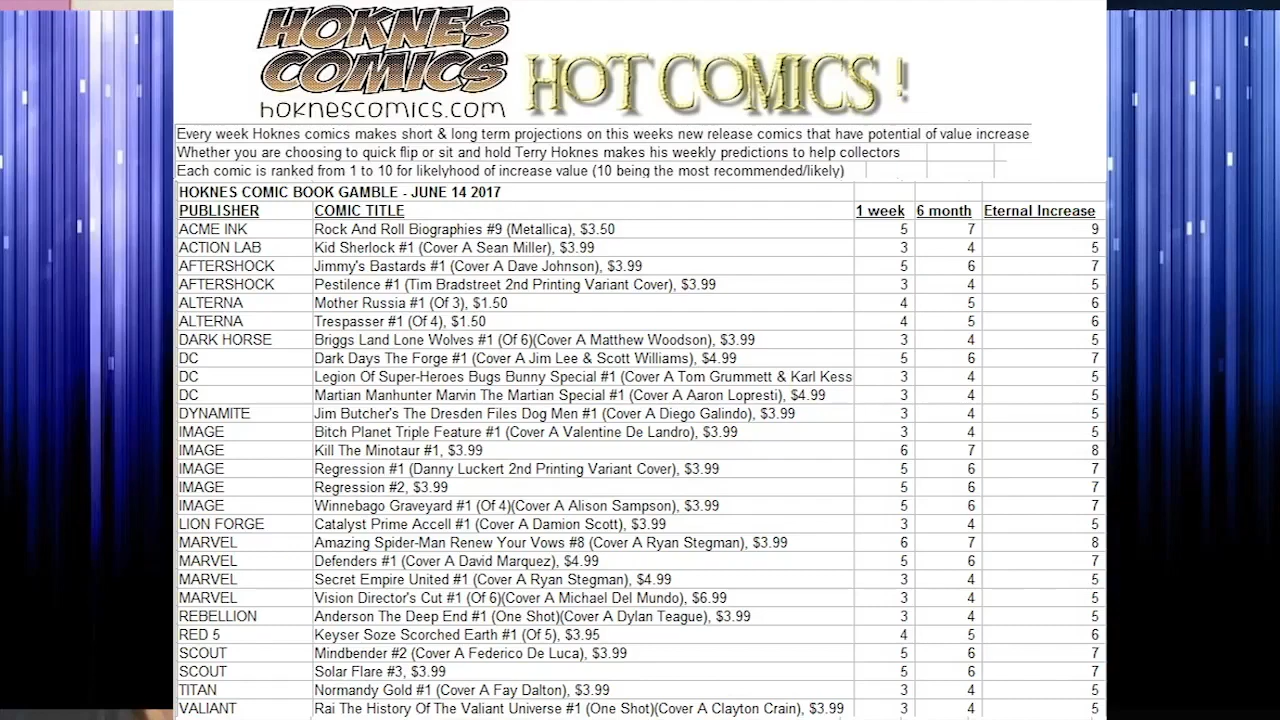 HOKNES
COMICS
hoknescomics.com
HOT COMICS !
Every week Hoknes comics makes short & long term projections on this weeks new release comics that have potential of value increase
Whether you are choosing to quick flip or sit and hold Terry Hoknes makes his weekly predictions to help collectors
Each comic is ranked from 1 to 10 for likelyhood of increase value (10 being the most recommended/likely)
HOKNES COMIC BOOK GAMBLE - JUNE 14 2017
PUBLISHER COMIC TITLE 1 week 6 month Eternal Increase
ACME INK Rock And Roll Biographies #9 (Metallica), $3.50 5 7 9
ACTION LAB Kid Sherlock #1 (Cover A Sean Miller), $3.99 3 4 5
AFTERSHOCK Jimmy's Bastards #1 (Cover A Dave Johnson), $3.99 5 6 7
AFTERSHOCK Pestilence #1 (Tim Bradstreet 2nd Printing Variant Cover), $3.99 3 4 5
ALTERNA Mother Russia #1 (Of 3), $1.50 4 5 6
ALTERNA Trespasser #1 (Of 4), $1.50 4 5 6
DARK HORSE Briggs Land Lone Wolves #1 (Of 6)(Cover A Matthew Woodson), $3.99 3 4 5
DC Dark Days The Forge #1 (Cover A Jim Lee & Scott Williams), $4.99 5 6 7
DC Legion Of Super-Heroes Bugs Bunny Special #1 (Cover A Tom Grummett & Karl Kess 3 4 5
DC Martian Manhunter Marvin The Martian Special #1 (Cover A Aaron Lopresti), $4.99 3 4 5
DYNAMITE Jim Butcher's The Dresden Files Dog Men #1 (Cover A Diego Galindo), $3.99 3 4 5
IMAGE Bitch Planet Triple Feature #1 (Cover A Valentine De Landro), $3.99 3 4 5
IMAGE Kill The Minotaur #1, $3.99 6 7 8
IMAGE Regression #1 (Danny Luckert 2nd Printing Variant Cover), $3.99 5 6 7
IMAGE Regression #2, $3.99 5 6 7
IMAGE Winnebago Graveyard #1 (Of 4)(Cover A Alison Sampson), $3.99 5 6 7
LION FORGE Catalyst Prime Accell #1 (Cover A Damion Scott), $3.99 3 4 5
MARVEL Amazing Spider-Man Renew Your Vows #8 (Cover A Ryan Stegman), $3.99 6 7 8
MARVEL Defenders #1 (Cover A David Marquez), $4.99 5 6 7
MARVEL Secret Empire United #1 (Cover A Ryan Stegman), $4.99 3 4 5
MARVEL Vision Director's Cut #1 (Of 6)(Cover A Michael Del Mundo), $6.99 3 4 5
REBELLION Anderson The Deep End #1 (One Shot)(Cover A Dylan Teague), $3.99 3 4 5
RED 5 Keyser Soze Scorched Earth #1 (Of 5), $3.95 4 5 6
SCOUT Mindbender #2 (Cover A Federico De Luca), $3.99 5 6 7
SCOUT Solar Flare #3, $3.99 5 6 7
TITAN Normandy Gold #1 (Cover A Fay Dalton), $3.99 3 4 5
VALIANT Rai The History Of The Valiant Universe #1 (One Shot)(Cover A Clayton Crain), $3.99 3 4 5